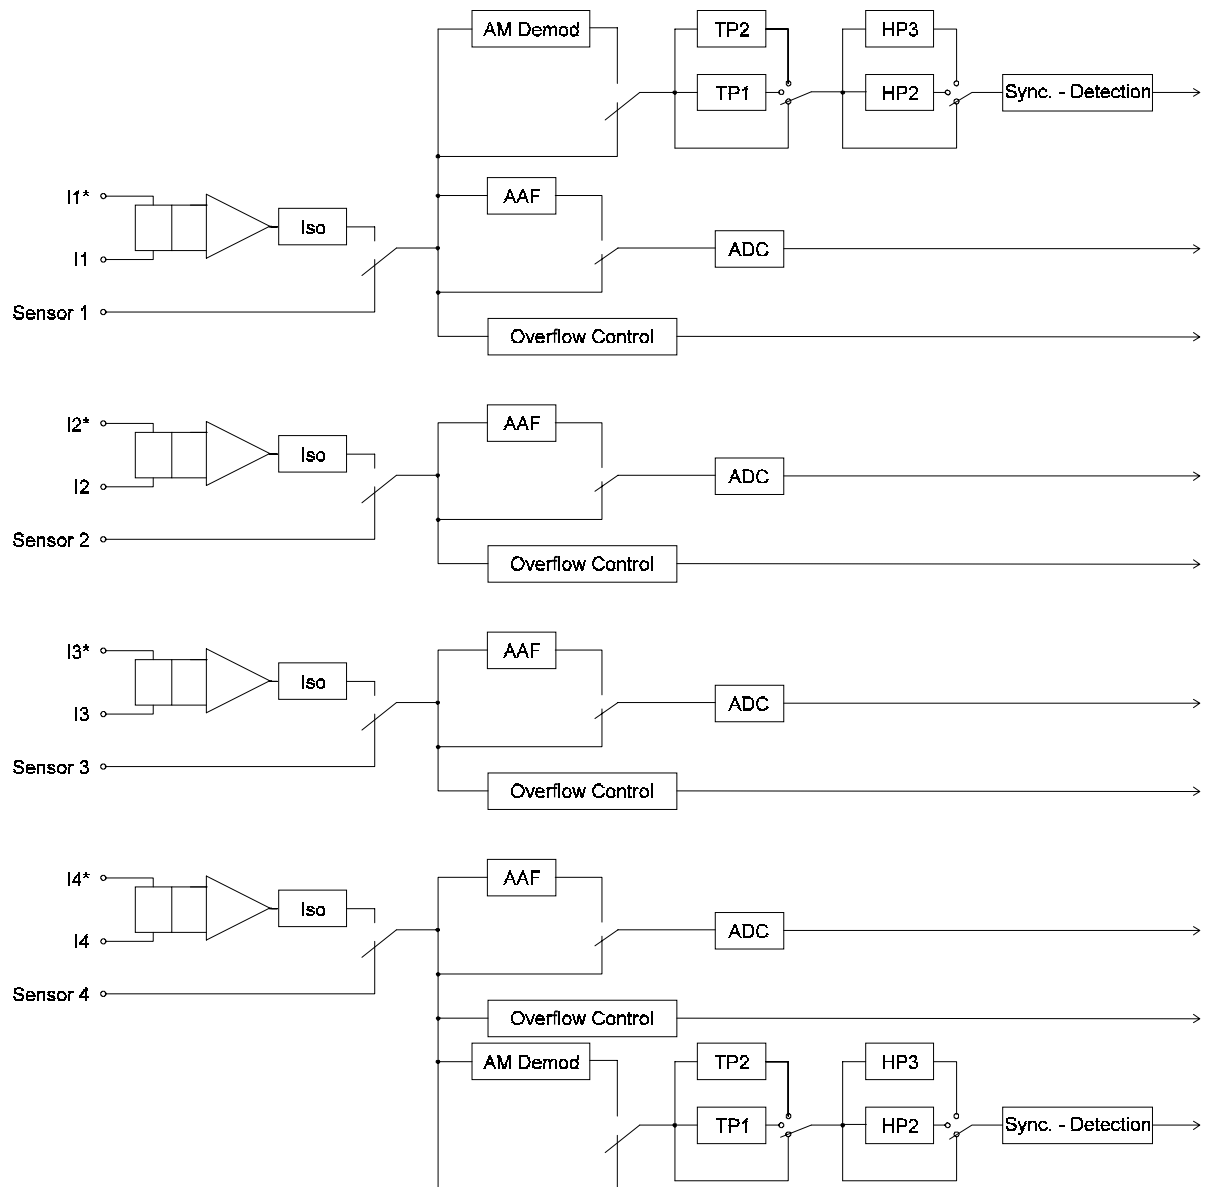 AM Demod
TP2
HP3
TP1
HP2
Sync. - Detection
I1*
AAF
Iso
I1
ADC
Sensor 1
Overflow Control
I2*
AAF
Iso
I2
ADC
Sensor 2
Overflow Control
I3*
AAF
Iso
I3
ADC
Sensor 3
Overflow Control
I4*
AAF
Iso
I4
ADC
Sensor 4
Overflow Control
AM Demod
TP2
HP3
TP1
HP2
Sync. - Detection